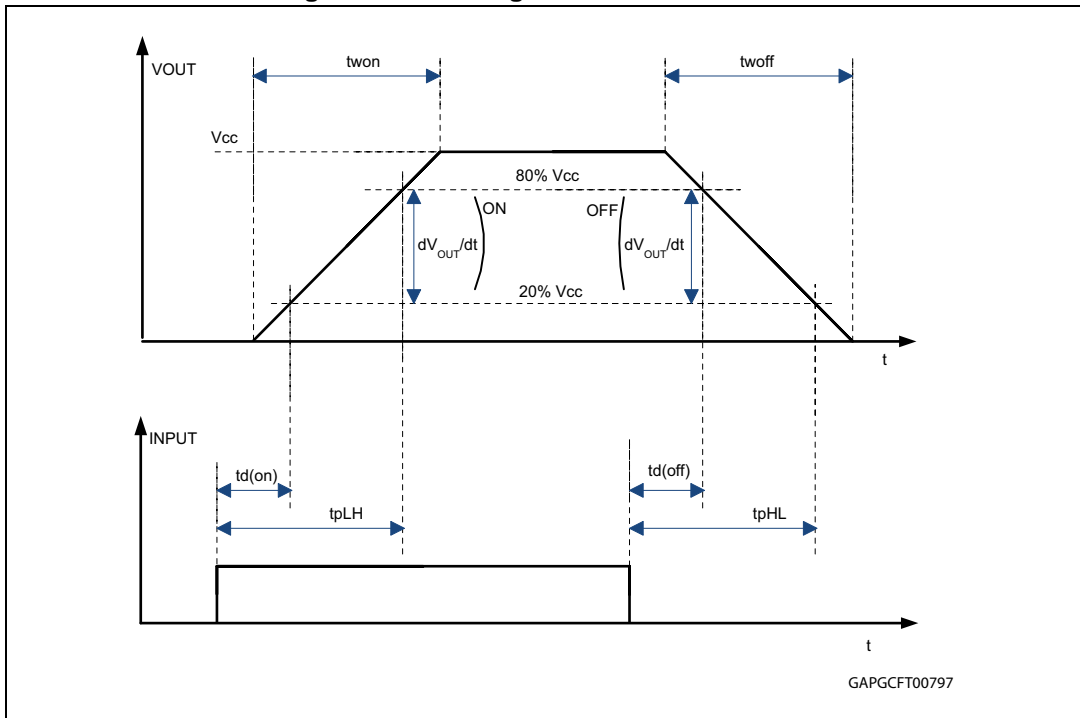 VOUT
twon
twoff
Vcc
80% Vcc
ON
OFF
dVOUT/dt
dVOUT/dt
20% Vcc
t
INPUT
td(on)
td(off)
tpLH
tpHL
t
GAPGCFT00797